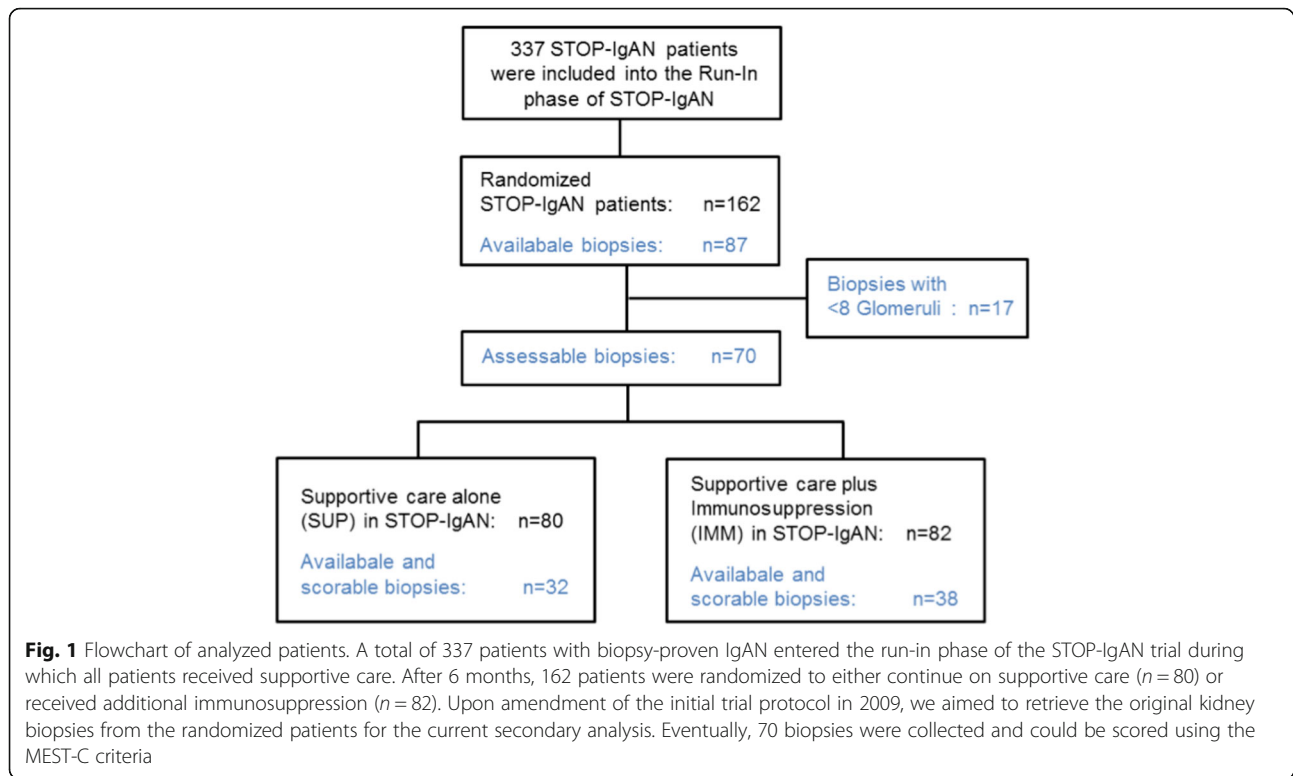 337 STOP-IgAN patients
were included into the Run-In
phase of STOP-IgAN
Randomized
STOP-IgAN patients: n=162
Availabale biopsies: n=87
Biopsies with
<8 Glomeruli : n=17
Assessable biopsies: n=70
Supportive care alone
(SUP) in STOP-IgAN: n=80
Availabale and
scorable biopsies: n=32
Supportive care plus
Immunosuppression
(IMM) in STOP-IgAN: n=82
Availabale and
scorable biopsies: n=38
Fig. 1 Flowchart of analyzed patients. A total of 337 patients with biopsy-proven IgAN entered the run-in phase of the STOP-IgAN trial during
which all patients received supportive care. After 6 months, 162 patients were randomized to either continue on supportive care (n = 80) or
received additional immunosuppression (n = 82). Upon amendment of the initial trial protocol in 2009, we aimed to retrieve the original kidney
biopsies from the randomized patients for the current secondary analysis. Eventually, 70 biopsies were collected and could be scored using the
MEST-C criteria